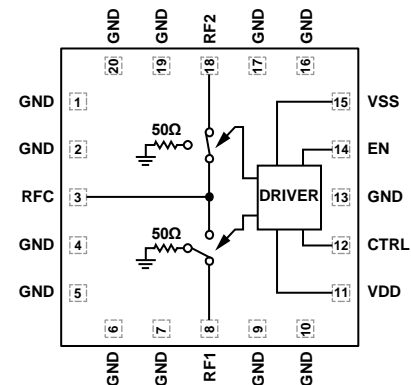 GND GND RF2 GND GND
20 19 18 17 16
GND 1
15 VSS
50Ω
GND 2
14 EN
RFC 3
DRIVER
13 GND
GND 4
50Ω
12 CTRL
GND 5
11 VDD
6 7 8 9 10
GND GND RF1 GND GND